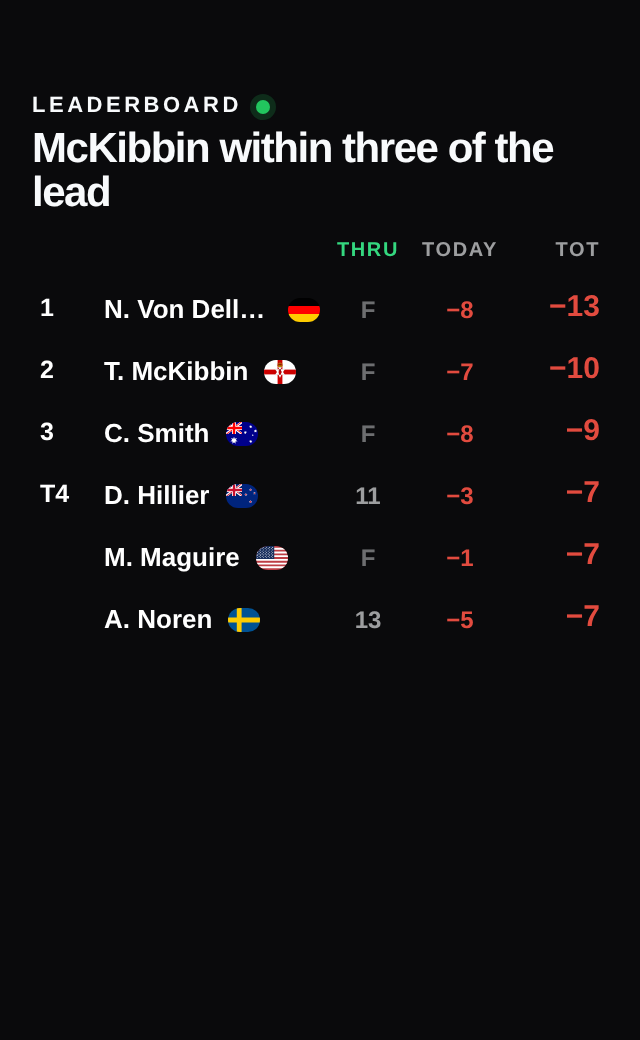 LEADERBOARD
McKibbin within three of the
lead
THRU TODAY TOT
1 N. Von Dell… F −8 −13
2 T. McKibbin F −7 −10
3 C. Smith F −8 −9
T4 D. Hillier 11 −3 −7
M. Maguire F −1 −7
A. Noren 13 −5 −7